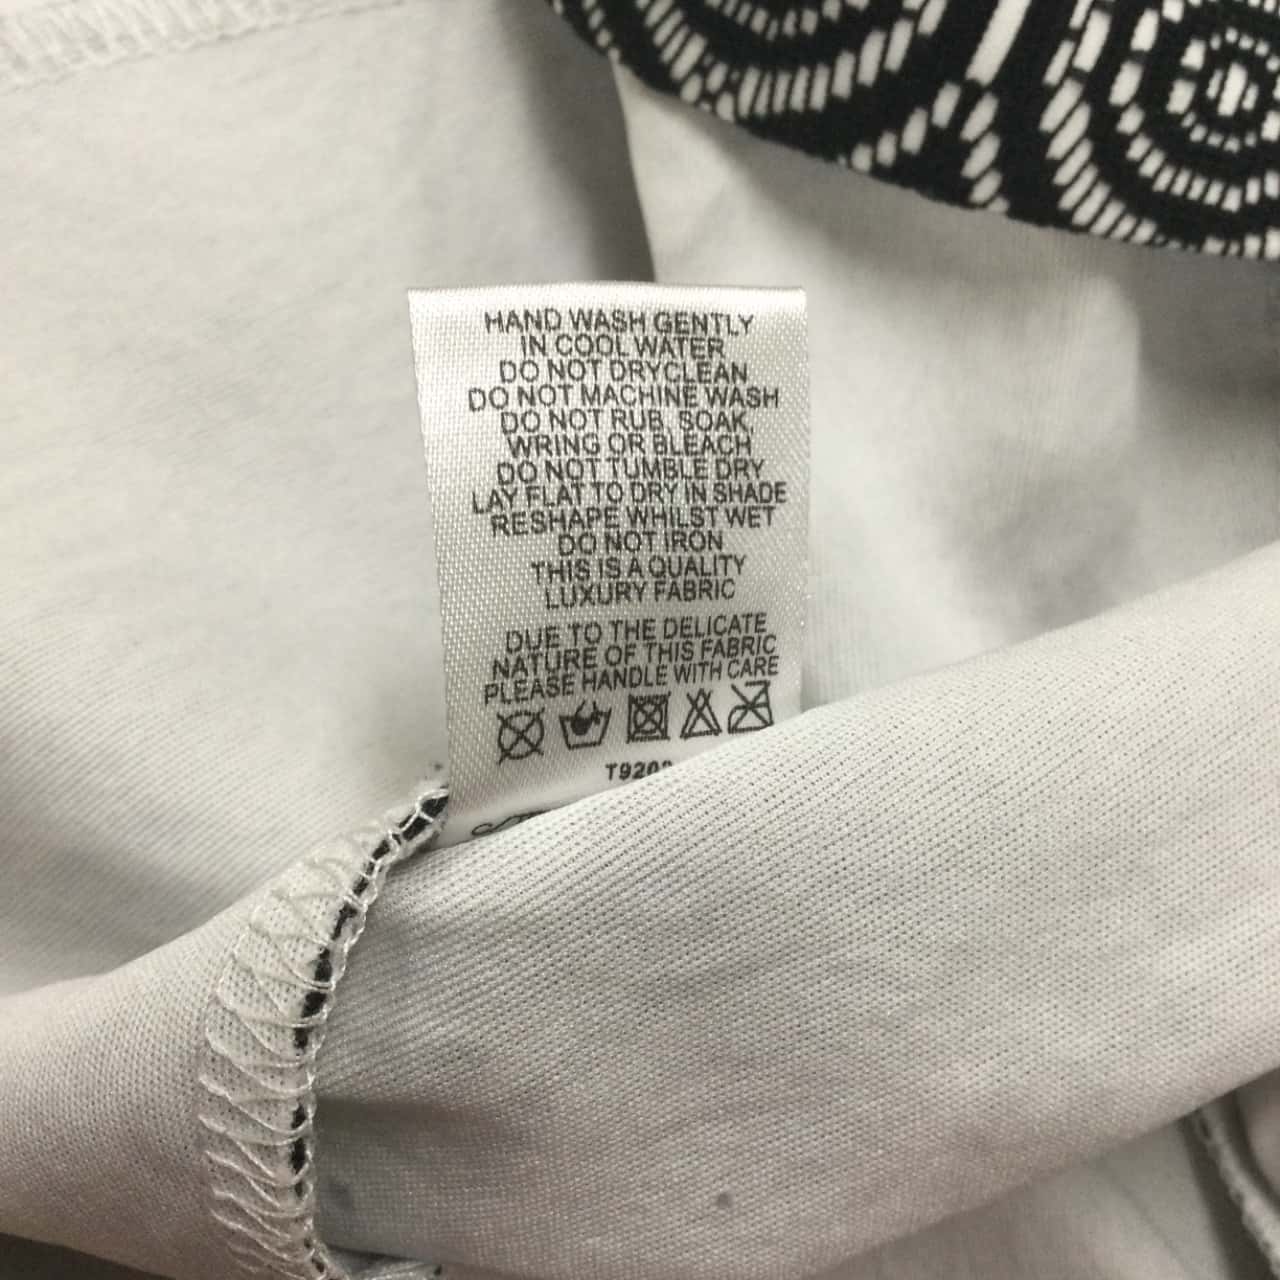 HAND WASH GENTLY
IN COOL WATER
DO NOT DRYCLEAN
DO NOT MACHINE WASH
DO NOT RUB, SOAK
WRING OR BLEACH
DO NOT TUMBLE DRY
LAY FLAT TO DRY IN SHADE
RESHAPE WHILST WET
DO NOT IRON
THIS IS A QUALITY
LUXURY FABRIC
DUE TO THE DELICATE
NATURE OF THIS FABRIC
PLEASE HANDLE WITH CARE